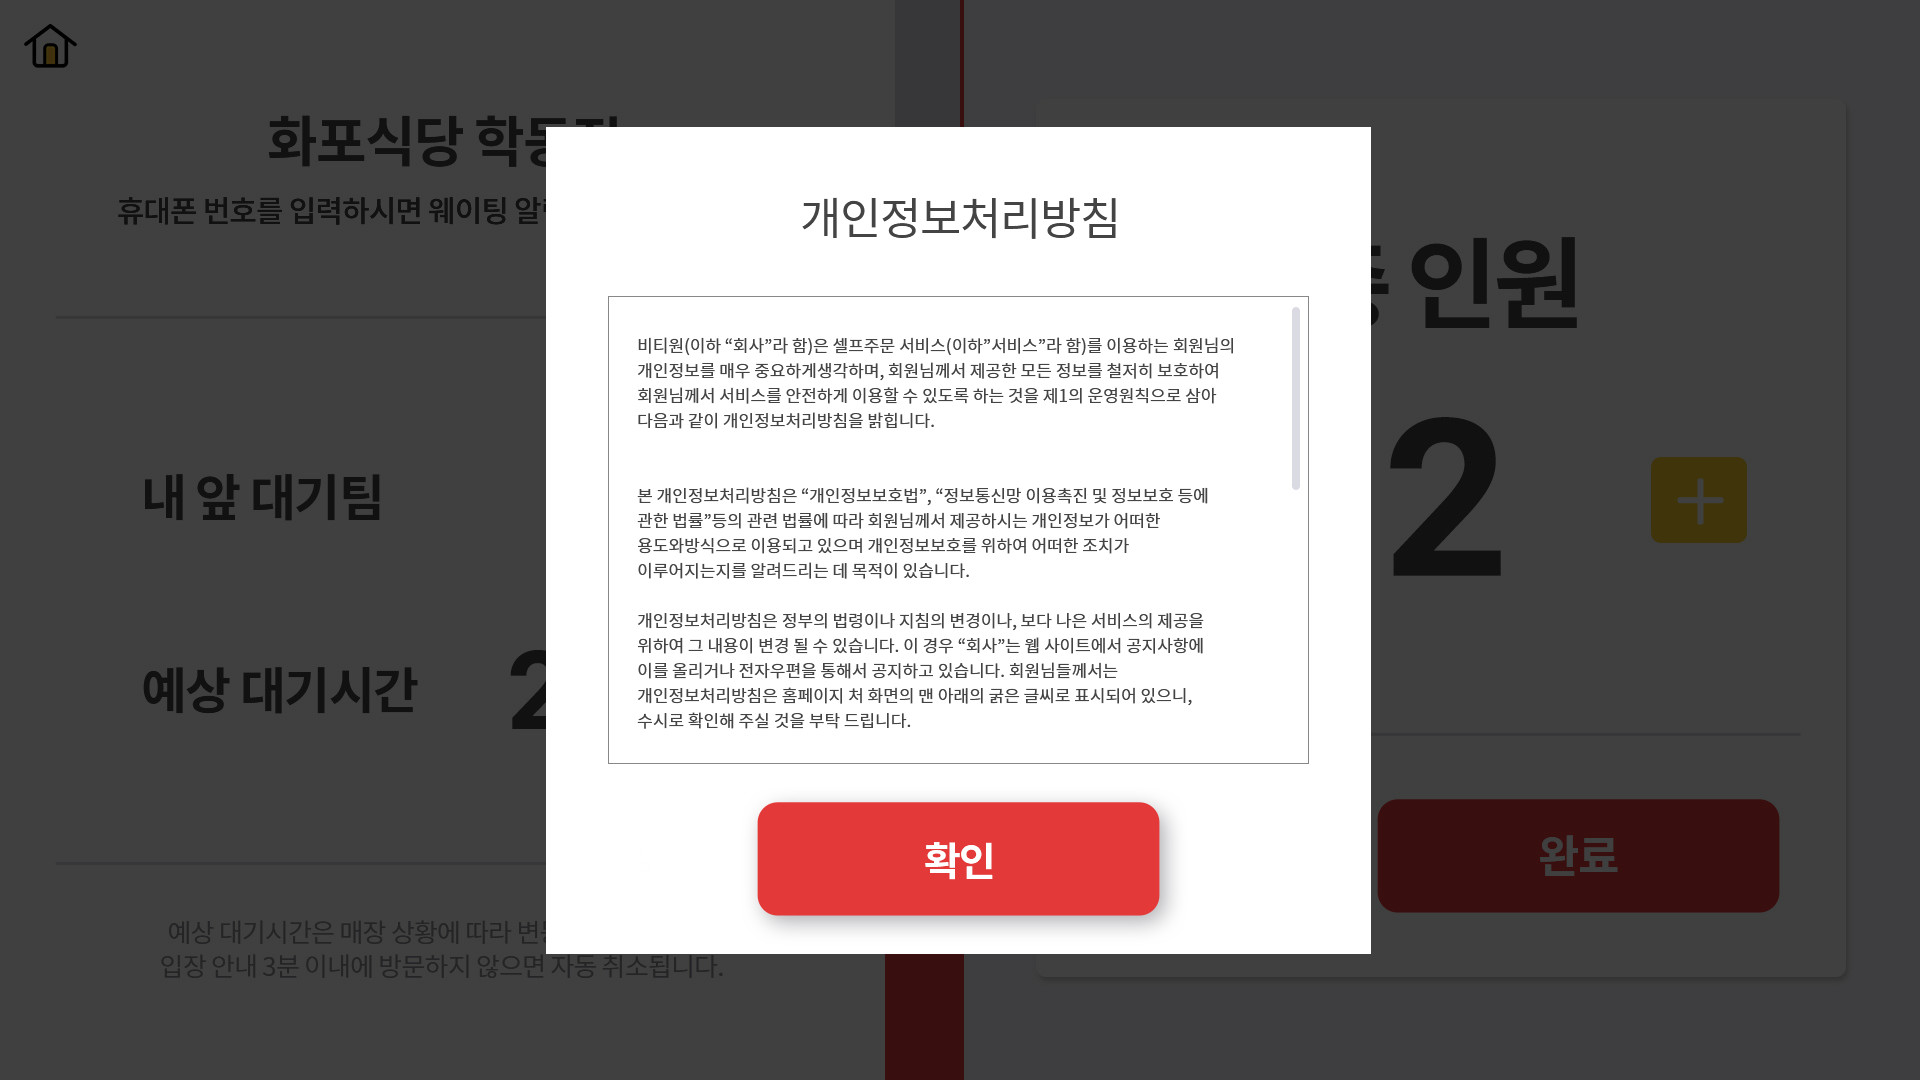 화포식당
휴대폰 번호를 입력하시면 웨이팅
내 앞 대기팀
예상 대기시간
예상 대기시간은 매장 상황에 따라
입장 안내 3분 이내에 방문하지 않으면 자동 취소됩니다.
개인정보처리방침
비티원(이하 “회사”라 함)은 셀프주문 서비스(이하”서비스”라 함)를 이용하는 회원님의
개인정보를 매우 중요하게생각하며, 회원님께서 제공한 모든 정보를 철저히 보호하여
회원님께서 서비스를 안전하게 이용할 수 있도록 하는 것을 제1의 운영원칙으로 삼아
다음과 같이 개인정보처리방침을 밝힙니다.
본 개인정보처리방침은 “개인정보보호법”, “정보통신망 이용촉진 및 정보보호 등에
관한 법률”등의 관련 법률에 따라 회원님께서 제공하시는 개인정보가 어떠한
용도와방식으로 이용되고 있으며 개인정보보호를 위하여 어떠한 조치가
이루어지는지를 알려드리는 데 목적이 있습니다.
개인정보처리방침은 정부의 법령이나 지침의 변경이나, 보다 나은 서비스의 제공을
위하여 그 내용이 변경 될 수 있습니다. 이 경우 “회사”는 웹 사이트에서 공지사항에
이를 올리거나 전자우편을 통해서 공지하고 있습니다. 회원님들께서는
개인정보처리방침은 홈페이지 처 화면의 맨 아래의 굵은 글씨로 표시되어 있으니,
수시로 확인해 주실 것을 부탁 드립니다.
확인
인원
2
+
완료